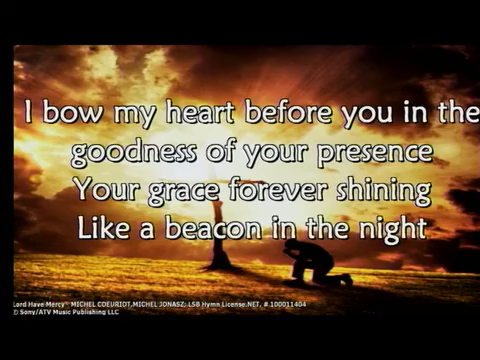 I bow my heart before you in the
goodness of your presence
Your grace forever shining
Like a beacon in the night
Lord Have Mercy" MICHEL COEURIOT,MICHEL JONASZ; LSB Hymn License.NET, #.100011404
© Sony/ATV Music Publishing LLC